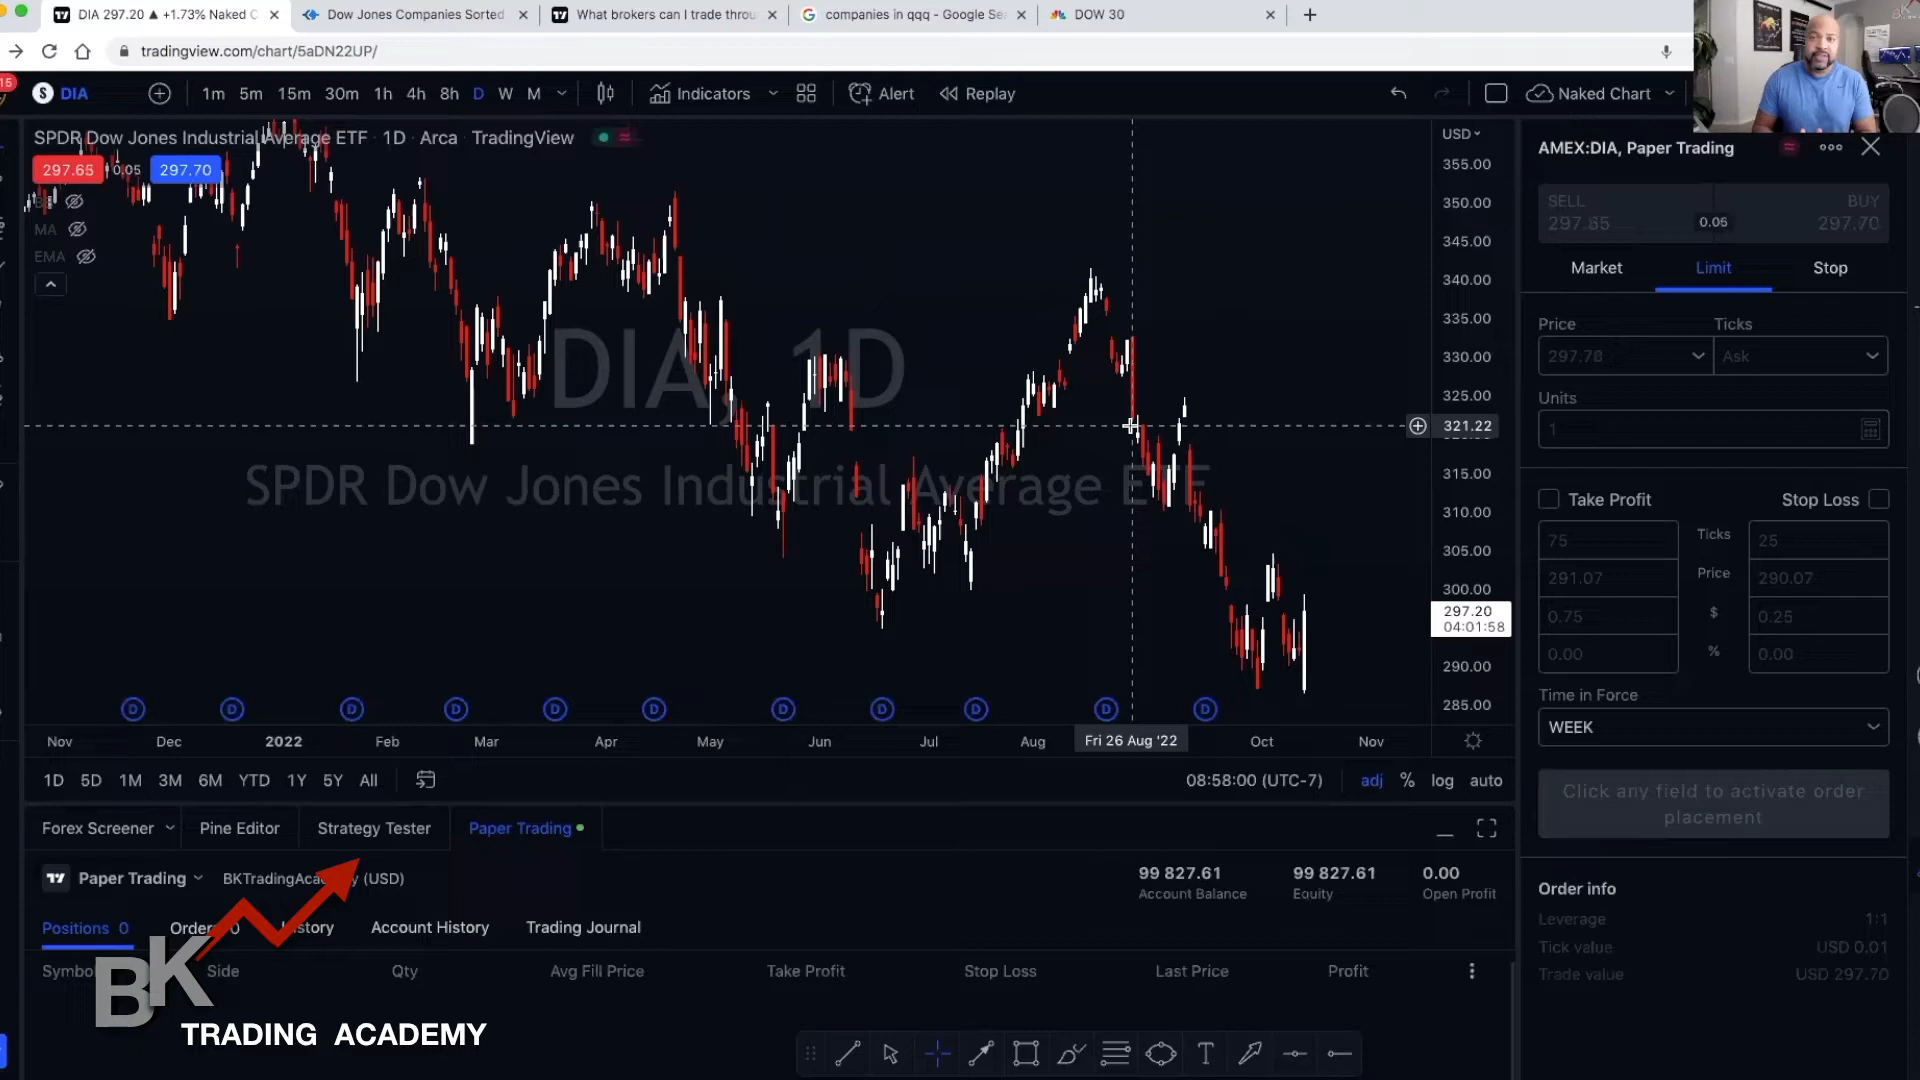 DIA 297.20 ▲ +1.73% Naked C
Dow Jones Companies Sorted
What brokers can I trade throu
companies in qqq - Google Se
DOW 30
tradingview.com/chart/5aDN22UP/
15
DIA
1m 5m 15m 30m 1h 4h 8h D W M
Indicators
Alert
Replay
Naked Chart
SPDR Dow Jones Industrial Average ETF · 1D · Arca · TradingView
297.65 0.05 297.70
MA
EMA
DIA, 1D
SPDR Dow Jones Industrial Average ETF
USD
355.00
350.00
345.00
340.00
335.00
330.00
325.00
321.22
315.00
310.00
305.00
300.00
297.20
04:01:58
290.00
285.00
D D D D D D D D D D D
Nov Dec 2022 Feb Mar Apr May Jun Jul Aug Fri 26 Aug '22 Oct Nov
1D 5D 1M 3M 6M YTD 1Y 5Y All
08:58:00 (UTC-7) adj % log auto
AMEX:DIA, Paper Trading
SELL BUY
297.65 0.05 297.70
Market Limit Stop
Price Ticks
297.70 Ask
Units
1
Take Profit Stop Loss
75 Ticks 25
291.07 Price 290.07
0.75 $ 0.25
0.00 % 0.00
Time in Force
WEEK
Click any field to activate order
placement
Order info
Leverage 1:1
Tick value USD 0.01
Trade value USD 297.70
Forex Screener Pine Editor Strategy Tester Paper Trading
Paper Trading BKTradingAcademy (USD)
99 827.61 99 827.61 0.00
Account Balance Equity Open Profit
Positions 0 Orders 0 History Account History Trading Journal
Symbol Side Qty Avg Fill Price Take Profit Stop Loss Last Price Profit
BK
TRADING ACADEMY